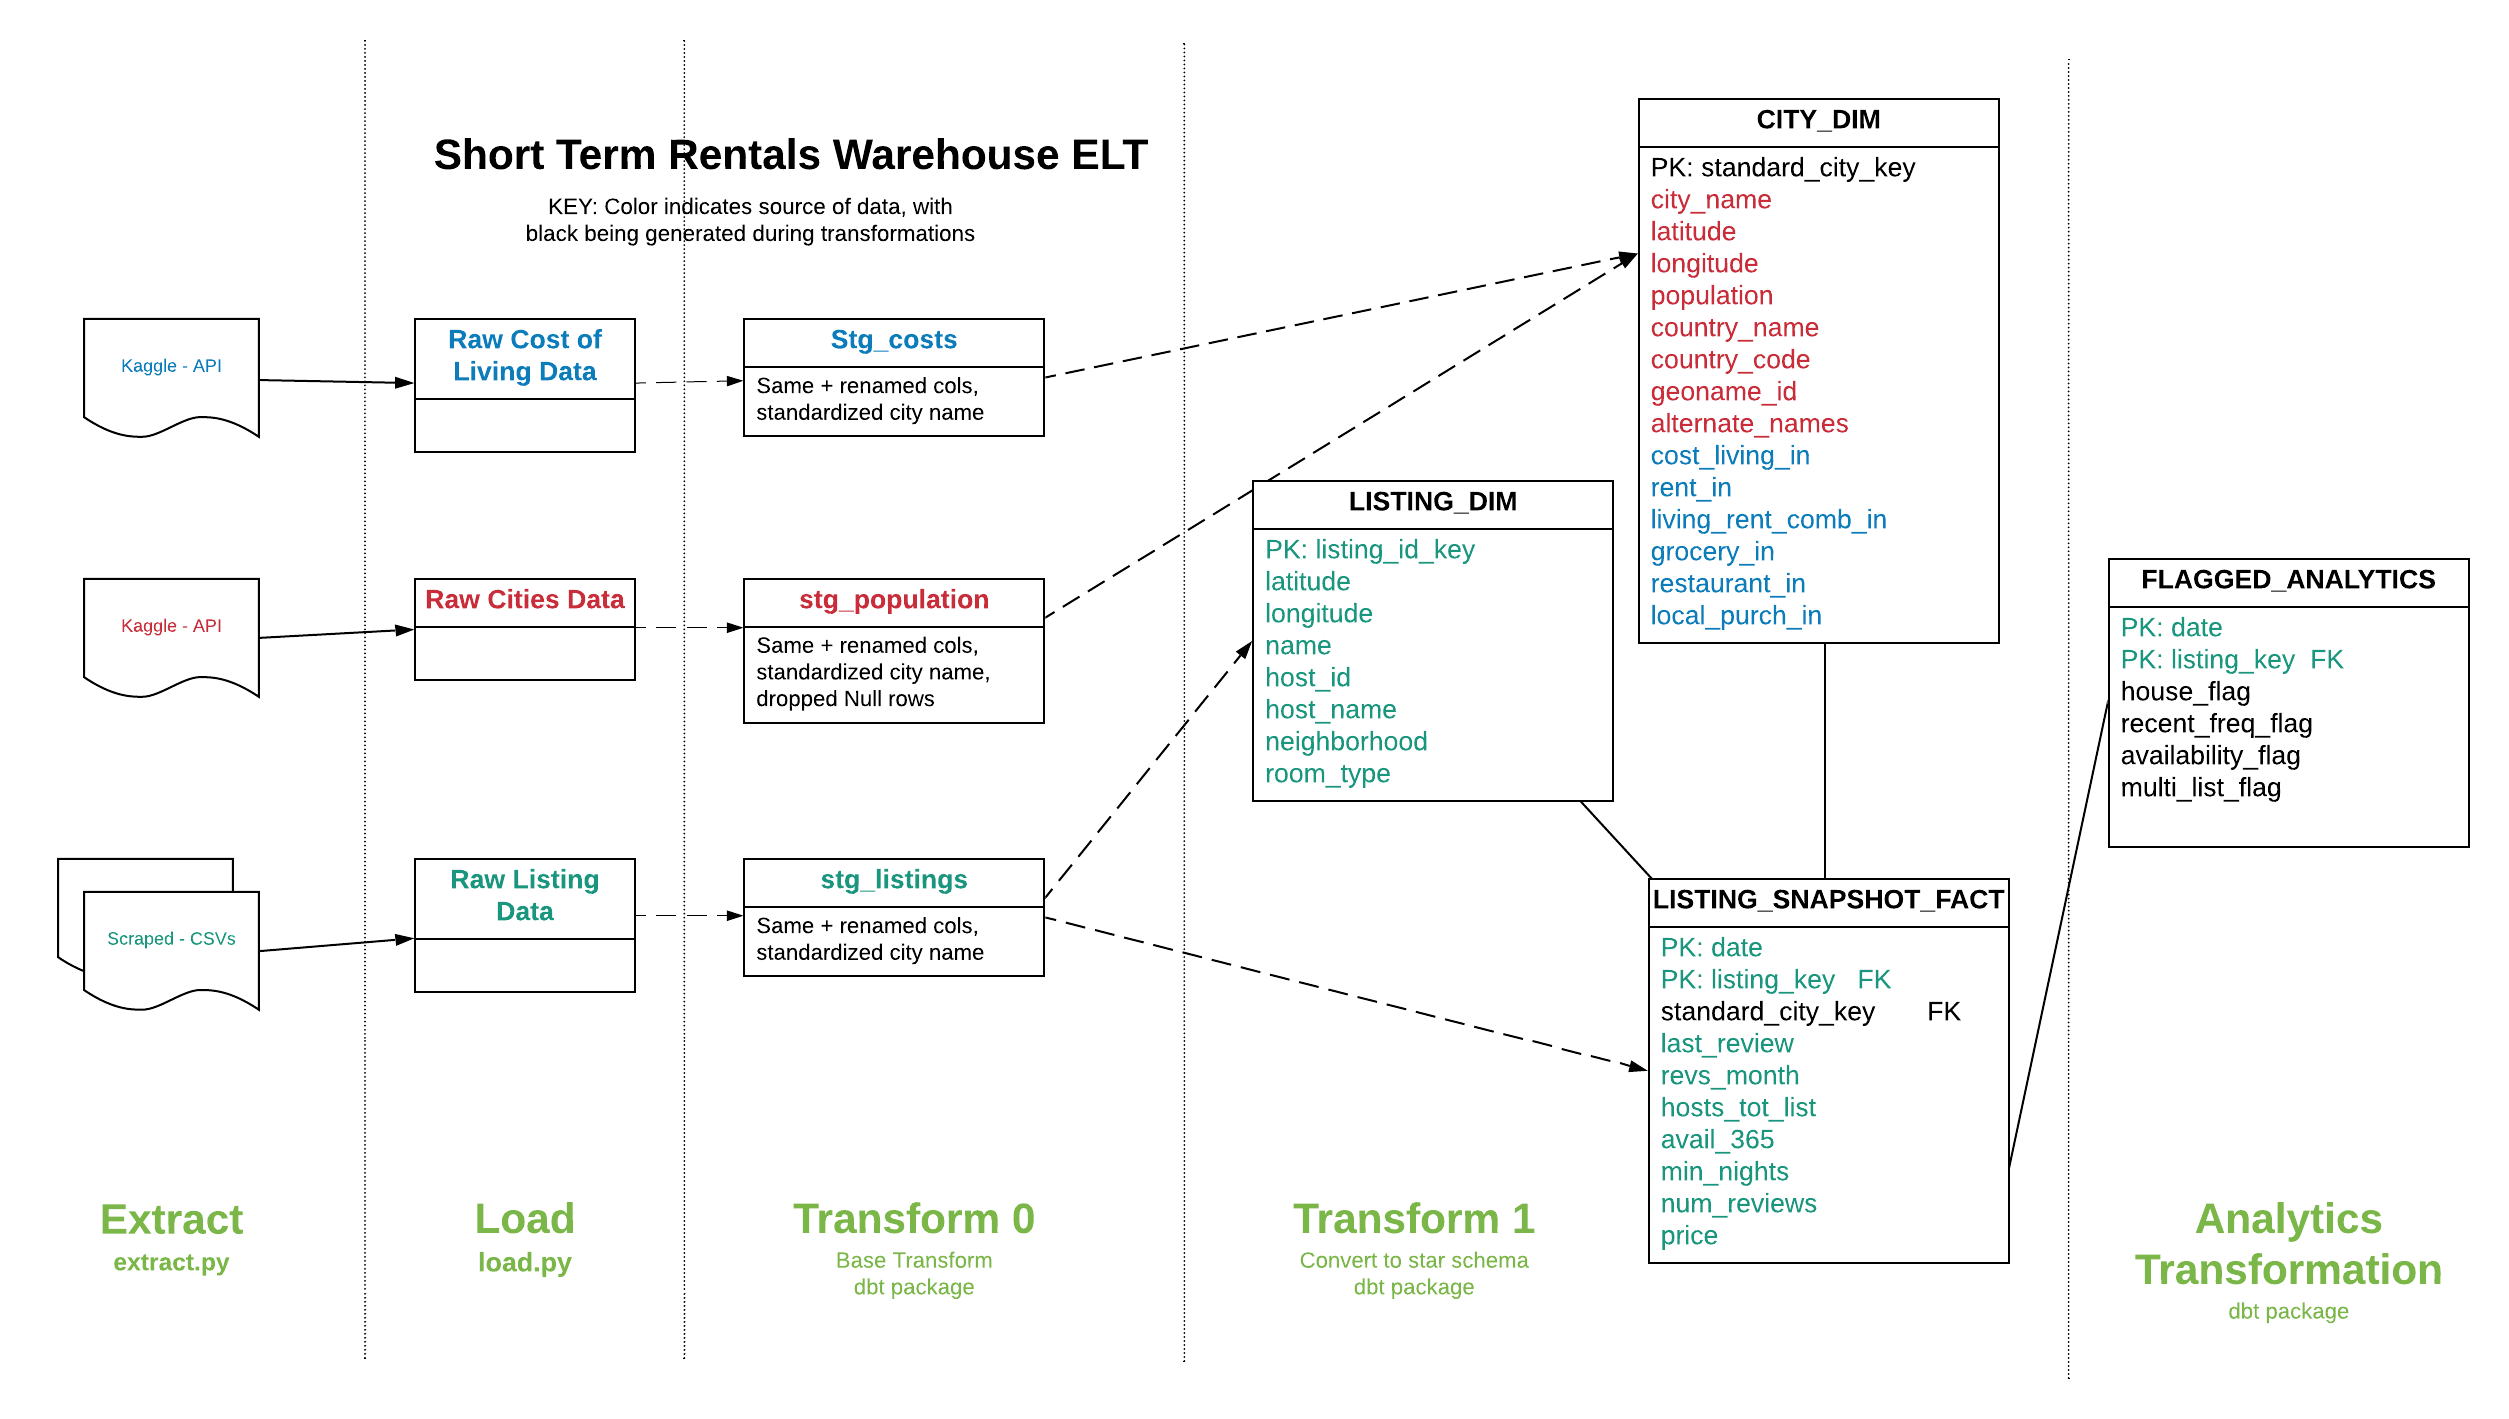 Short Term Rentals Warehouse ELT
KEY: Color indicates source of data, with
black being generated during transformations
Kaggle - API
Raw Cost of
Living Data
Stg_costs
Same + renamed cols,
standardized city name
Kaggle - API
Raw Cities Data
stg_population
Same + renamed cols,
standardized city name,
dropped Null rows
Scraped - CSVs
Raw Listing
Data
stg_listings
Same + renamed cols,
standardized city name
LISTING_DIM
PK: listing_id_key
latitude
longitude
name
host_id
host_name
neighborhood
room_type
CITY_DIM
PK: standard_city_key
city_name
latitude
longitude
population
country_name
country_code
geoname_id
alternate_names
cost_living_in
rent_in
living_rent_comb_in
grocery_in
restaurant_in
local_purch_in
LISTING_SNAPSHOT_FACT
PK: date
PK: listing_key FK
standard_city_key FK
last_review
revs_month
hosts_tot_list
avail_365
min_nights
num_reviews
price
FLAGGED_ANALYTICS
PK: date
PK: listing_key FK
house_flag
recent_freq_flag
availability_flag
multi_list_flag
Extract
extract.py
Load
load.py
Transform 0
Base Transform
dbt package
Transform 1
Convert to star schema
dbt package
Analytics
Transformation
dbt package